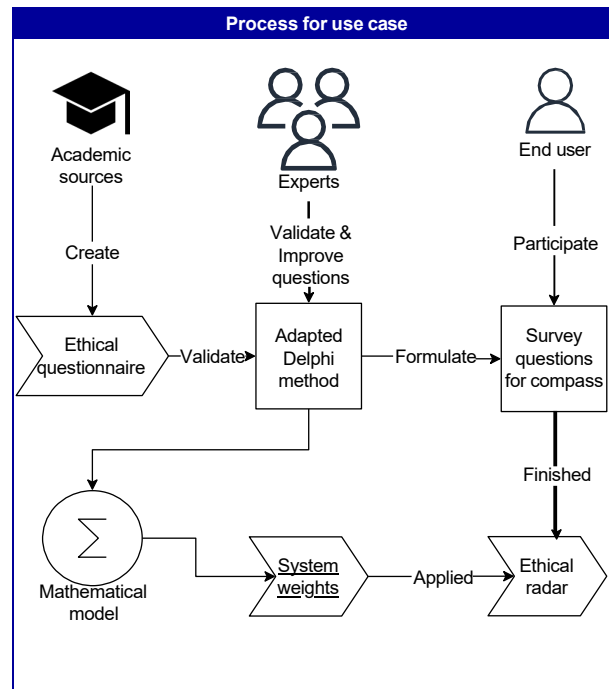 Process for use case
Academic
sources
Experts
End user
Create
Validate &
Improve
questions
Participate
Ethical
questionnaire
Validate
Adapted
Delphi
method
Formulate
Survey
questions
for compass
Finished
Σ
Mathematical
model
System
weights
Applied
Ethical
radar